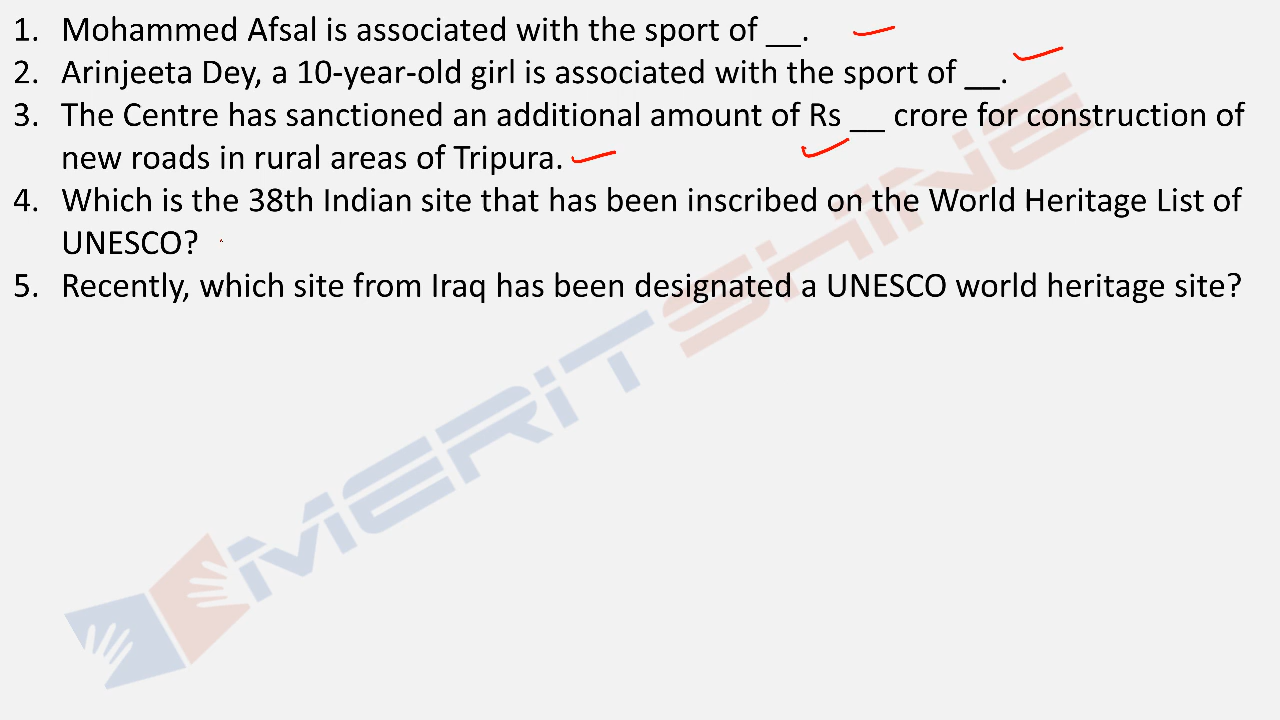 1. Mohammed Afsal is associated with the sport of __.
2. Arinjeeta Dey, a 10-year-old girl is associated with the sport of __.
3. The Centre has sanctioned an additional amount of Rs __ crore for construction of
new roads in rural areas of Tripura.
4. Which is the 38th Indian site that has been inscribed on the World Heritage List of
UNESCO?
5. Recently, which site from Iraq has been designated a UNESCO world heritage site?
MERiTSHINE